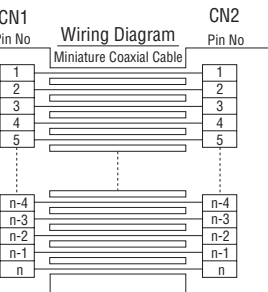 CN1
CN2
Pin No
Wiring Diagram
Pin No
Miniature Coaxial Cable
1
1
2
2
3
3
4
4
5
5
n-4
n-4
n-3
n-3
n-2
n-2
n-1
n-1
n
n